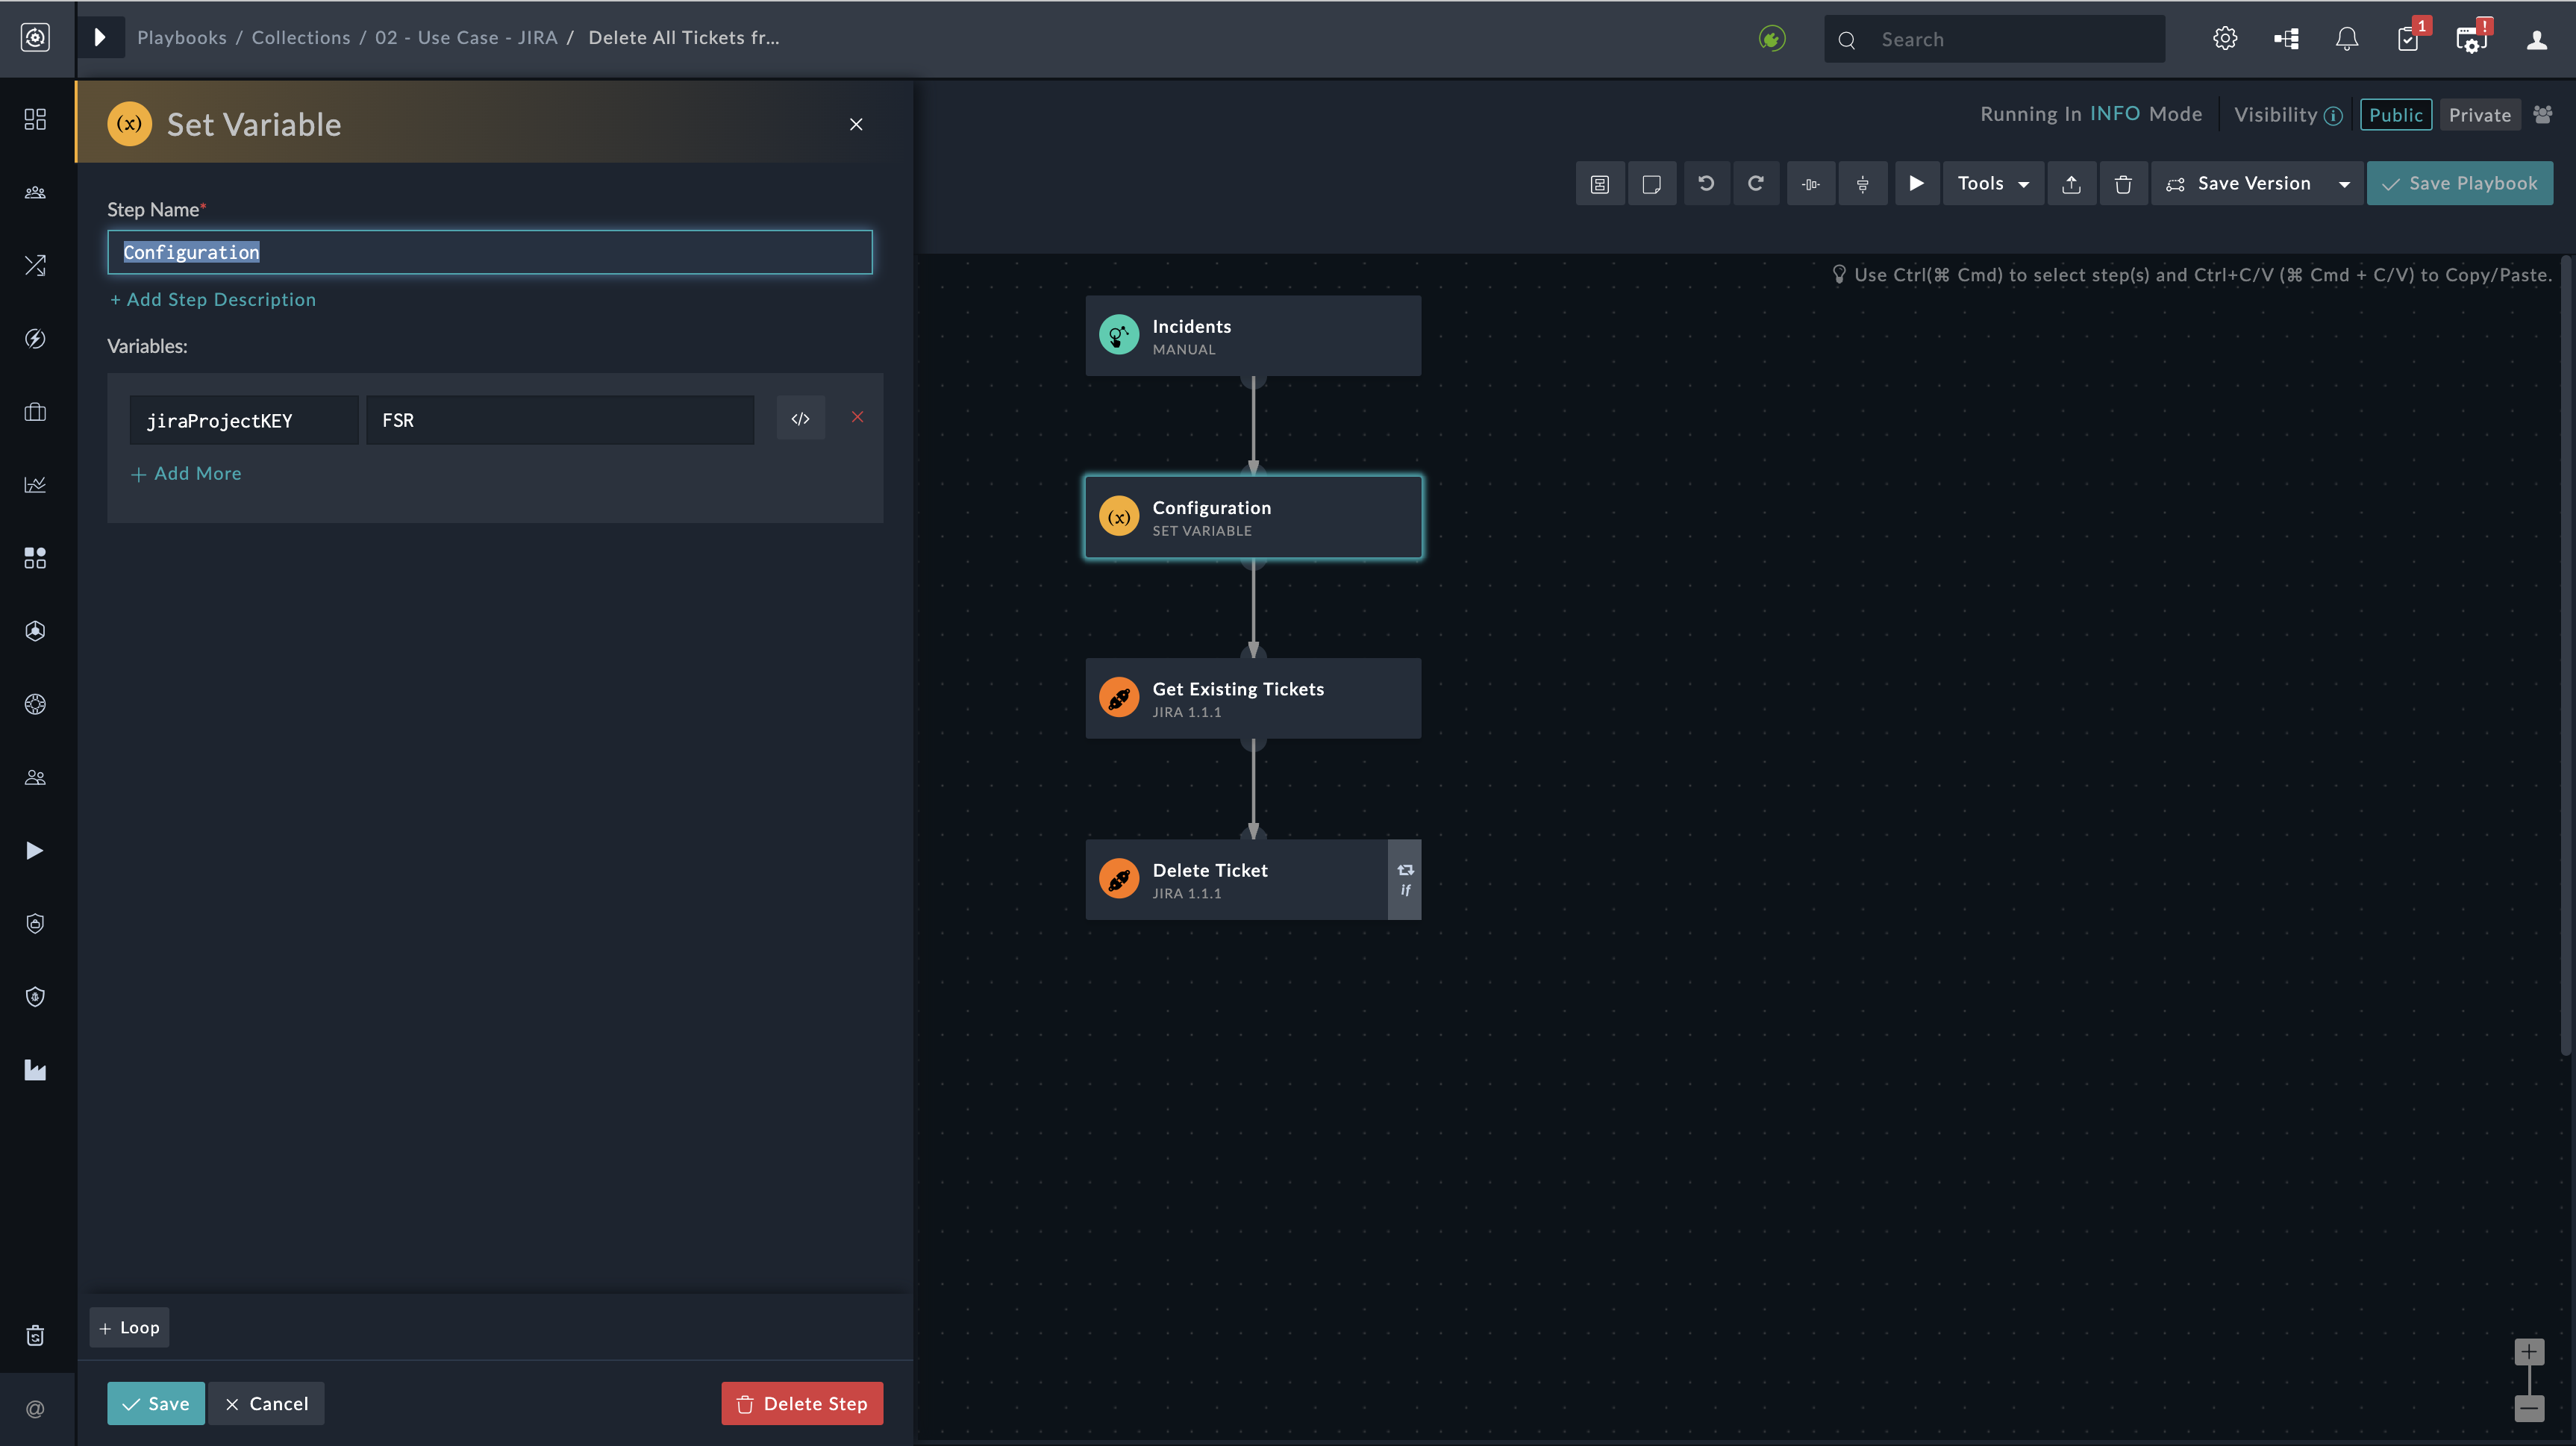 Playbooks / Collections / 02 - Use Case - JIRA / Delete All Tickets fr...
Search
1
!
Set Variable
Running In INFO Mode
Visibility
Public
Private
Tools
Save Version
Save Playbook
Step Name*
Configuration
+ Add Step Description
Variables:
jiraProjectKEY
FSR
</>
+ Add More
Use Ctrl(⌘ Cmd) to select step(s) and Ctrl+C/V (⌘ Cmd + C/V) to Copy/Paste.
Incidents
MANUAL
(x)
Configuration
SET VARIABLE
Get Existing Tickets
JIRA 1.1.1
Delete Ticket
JIRA 1.1.1
if
+ Loop
Save
Cancel
Delete Step
@